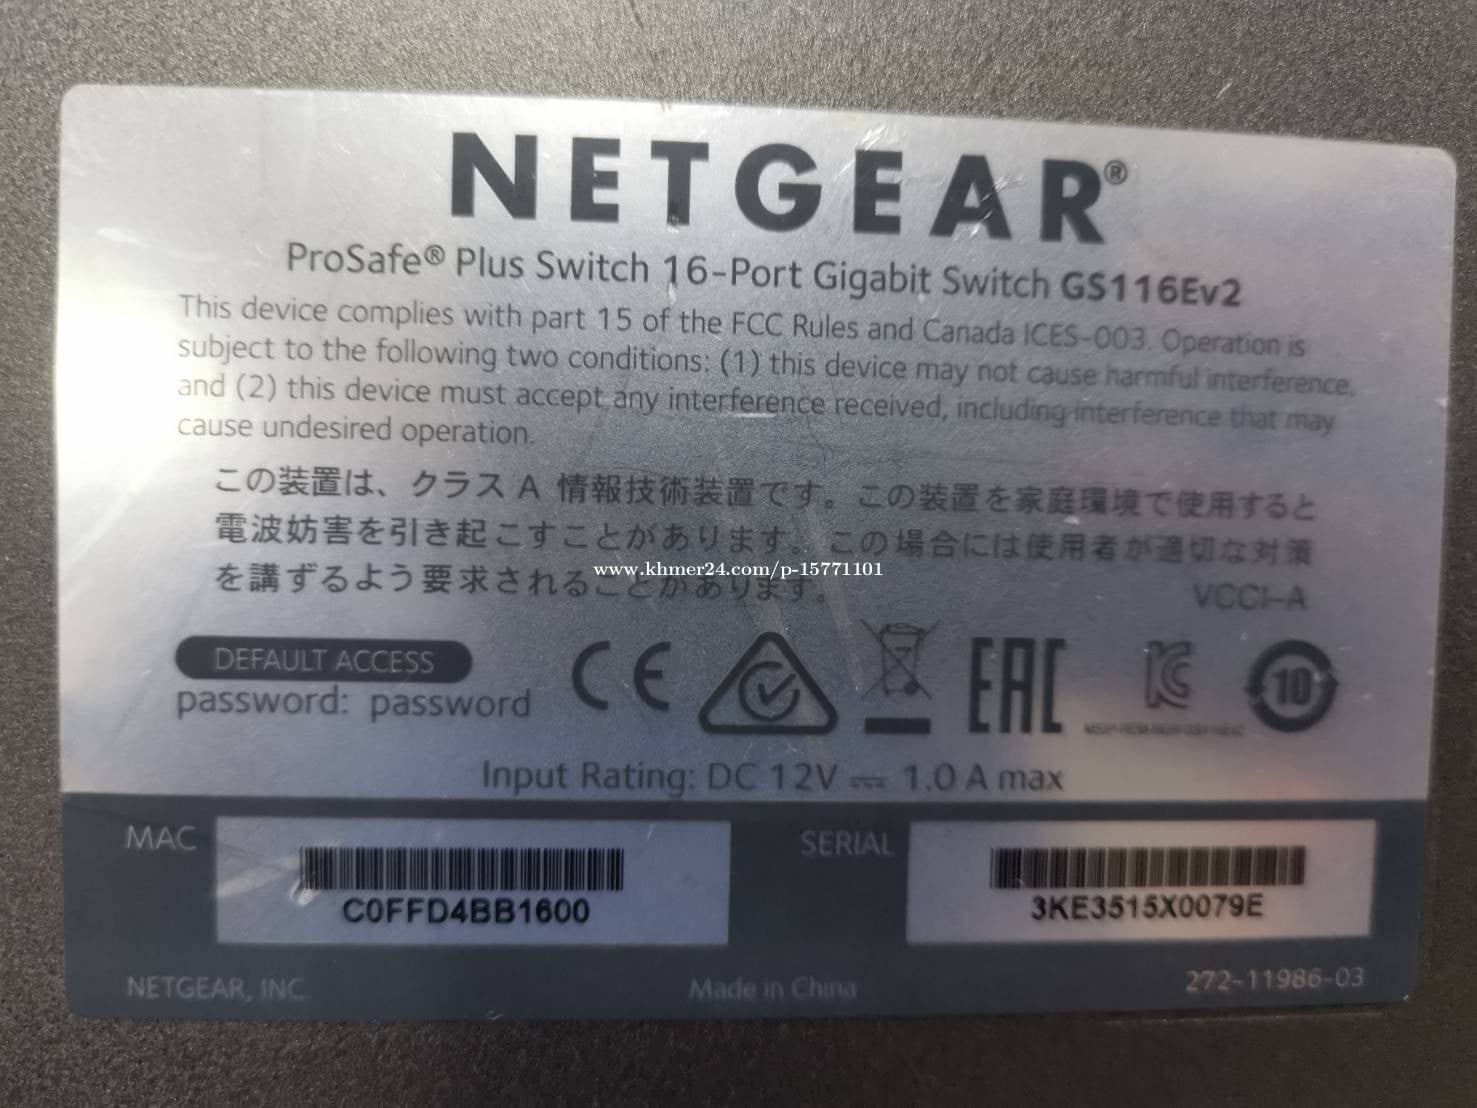 NETGEAR®
ProSafe® Plus Switch 16-Port Gigabit Switch GS116Ev2
This device complies with part 15 of the FCC Rules and Canada ICES-003. Operation is
subject to the following two conditions: (1) this device may not cause harmful interference,
and (2) this device must accept any interference received, including interference that may
cause undesired operation.
この装置は、クラス A 情報技術装置です。この装置を家庭環境で使用すると
電波妨害を引き起こすことがあります。この場合には使用者が適切な対策
を講ずるよう要求されることがあります。
www.khmer24.com/p-15771101
VCCI-A
DEFAULT ACCESS
password: password
CE
EAC
KC
10
Input Rating: DC 12V ⎓ 1.0 A max
MAC
C0FFD4BB1600
SERIAL
3KE3515X0079E
NETGEAR, INC.
Made in China
272-11986-03